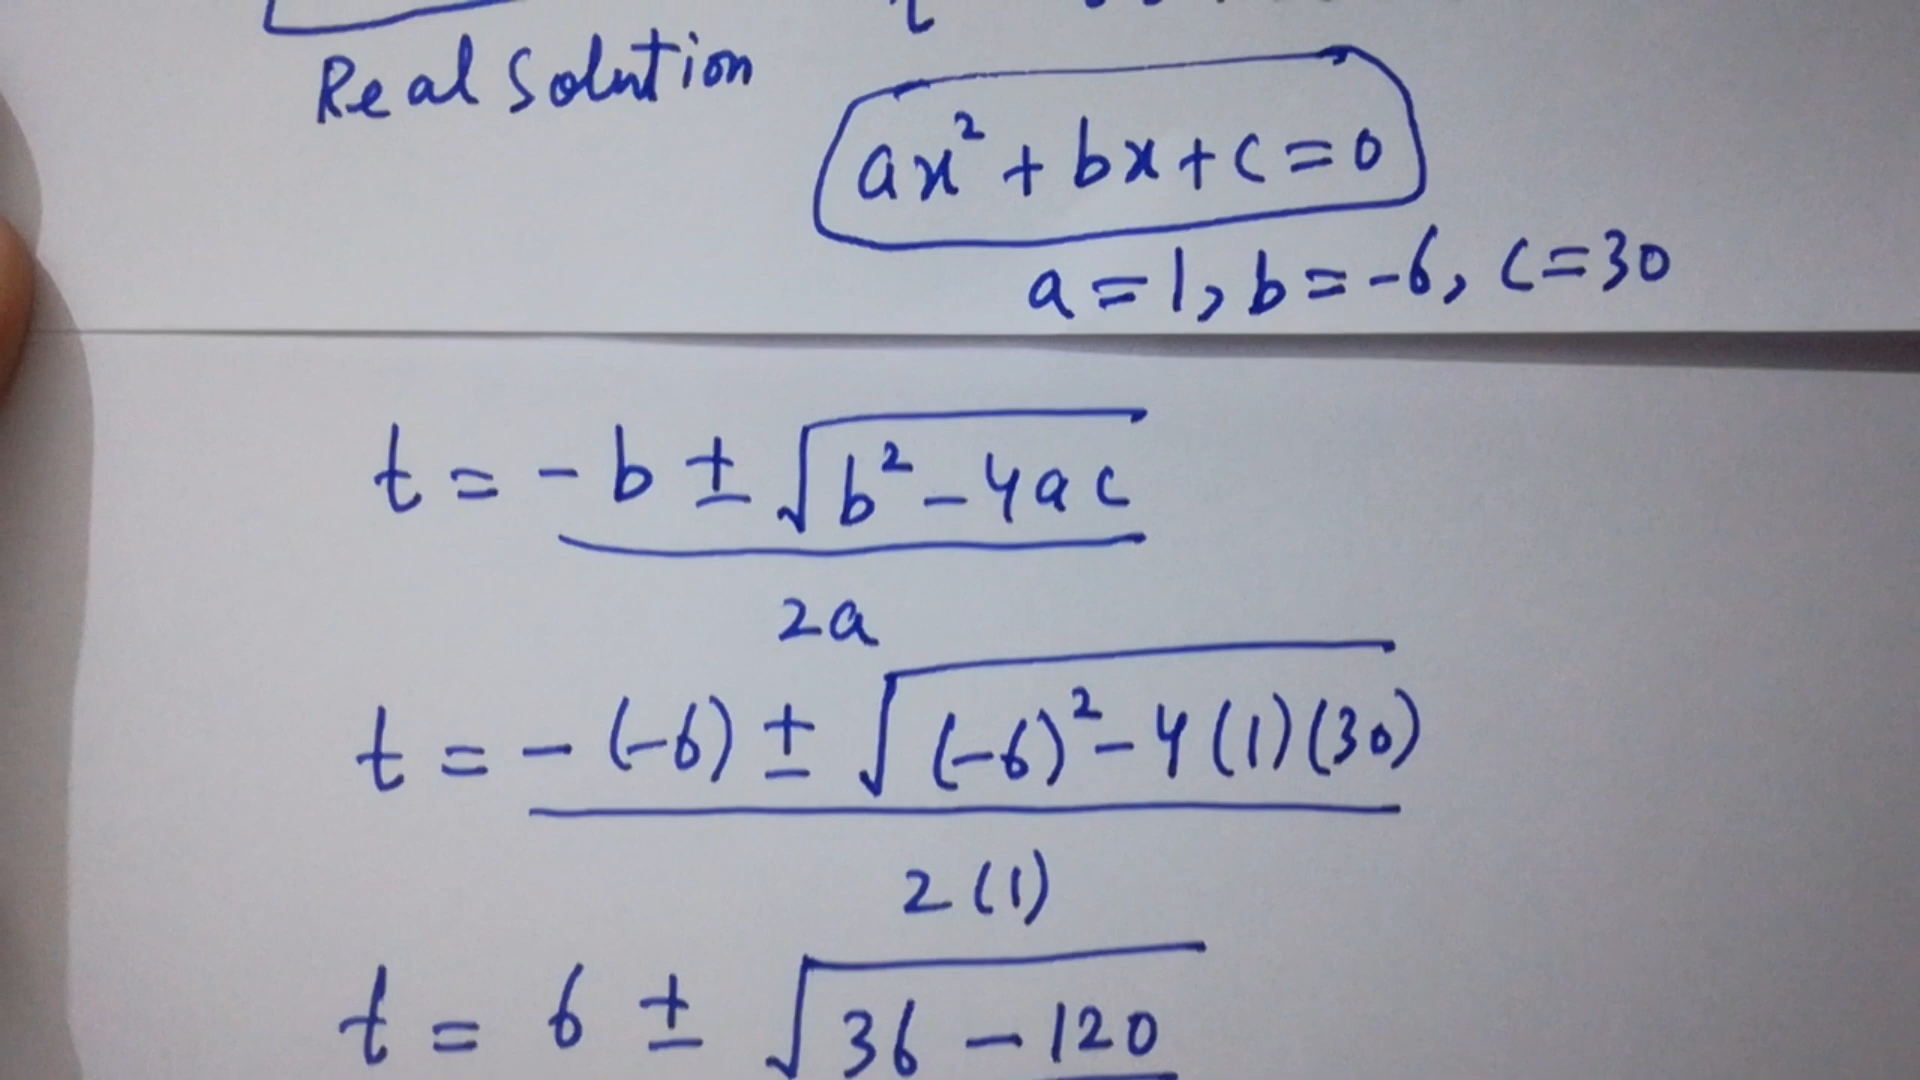 Real Solution
ax² + bx + c = 0
a = 1, b = -6, c = 30
t = -b ± √(b² - 4ac)
2a
t = -(-6) ± √((-6)² - 4(1)(30))
2(1)
t = 6 ± √(36 - 120)